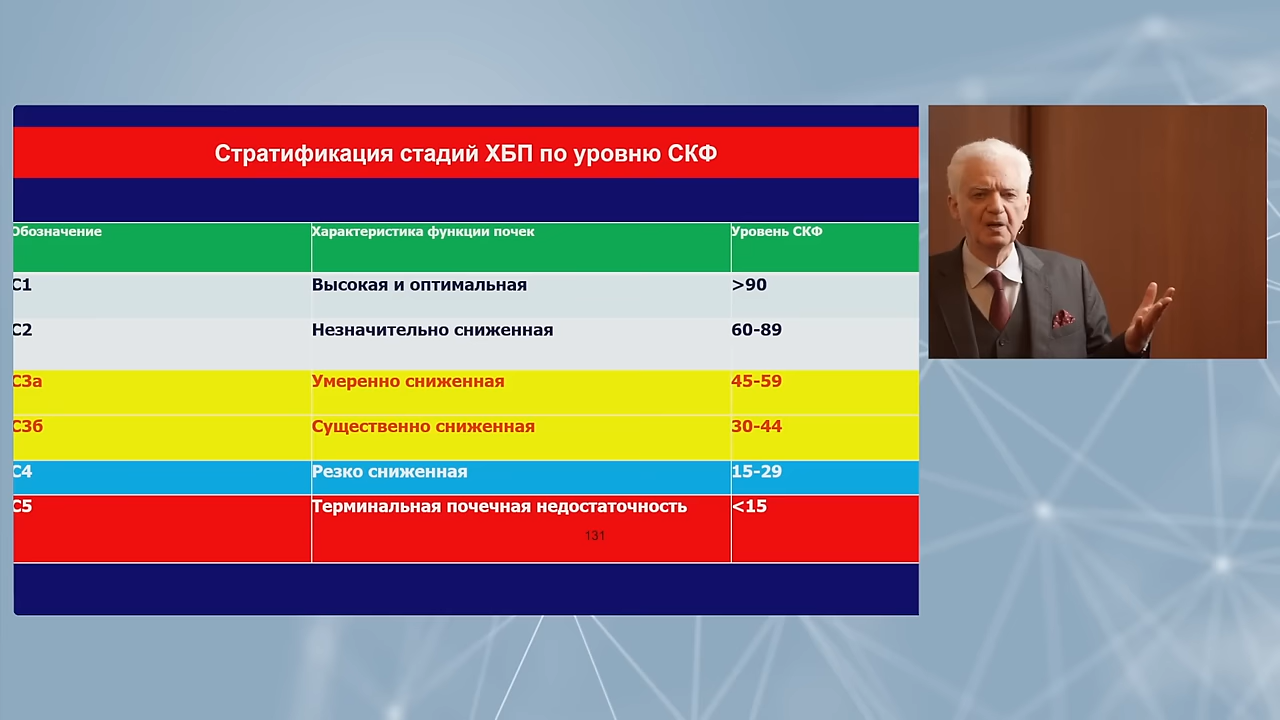 Стратификация стадий ХБП по уровню СКФ
Обозначение Характеристика функции почек Уровень СКФ
С1 Высокая и оптимальная >90
С2 Незначительно сниженная 60-89
С3а Умеренно сниженная 45-59
С3б Существенно сниженная 30-44
С4 Резко сниженная 15-29
С5 Терминальная почечная недостаточность <15
131